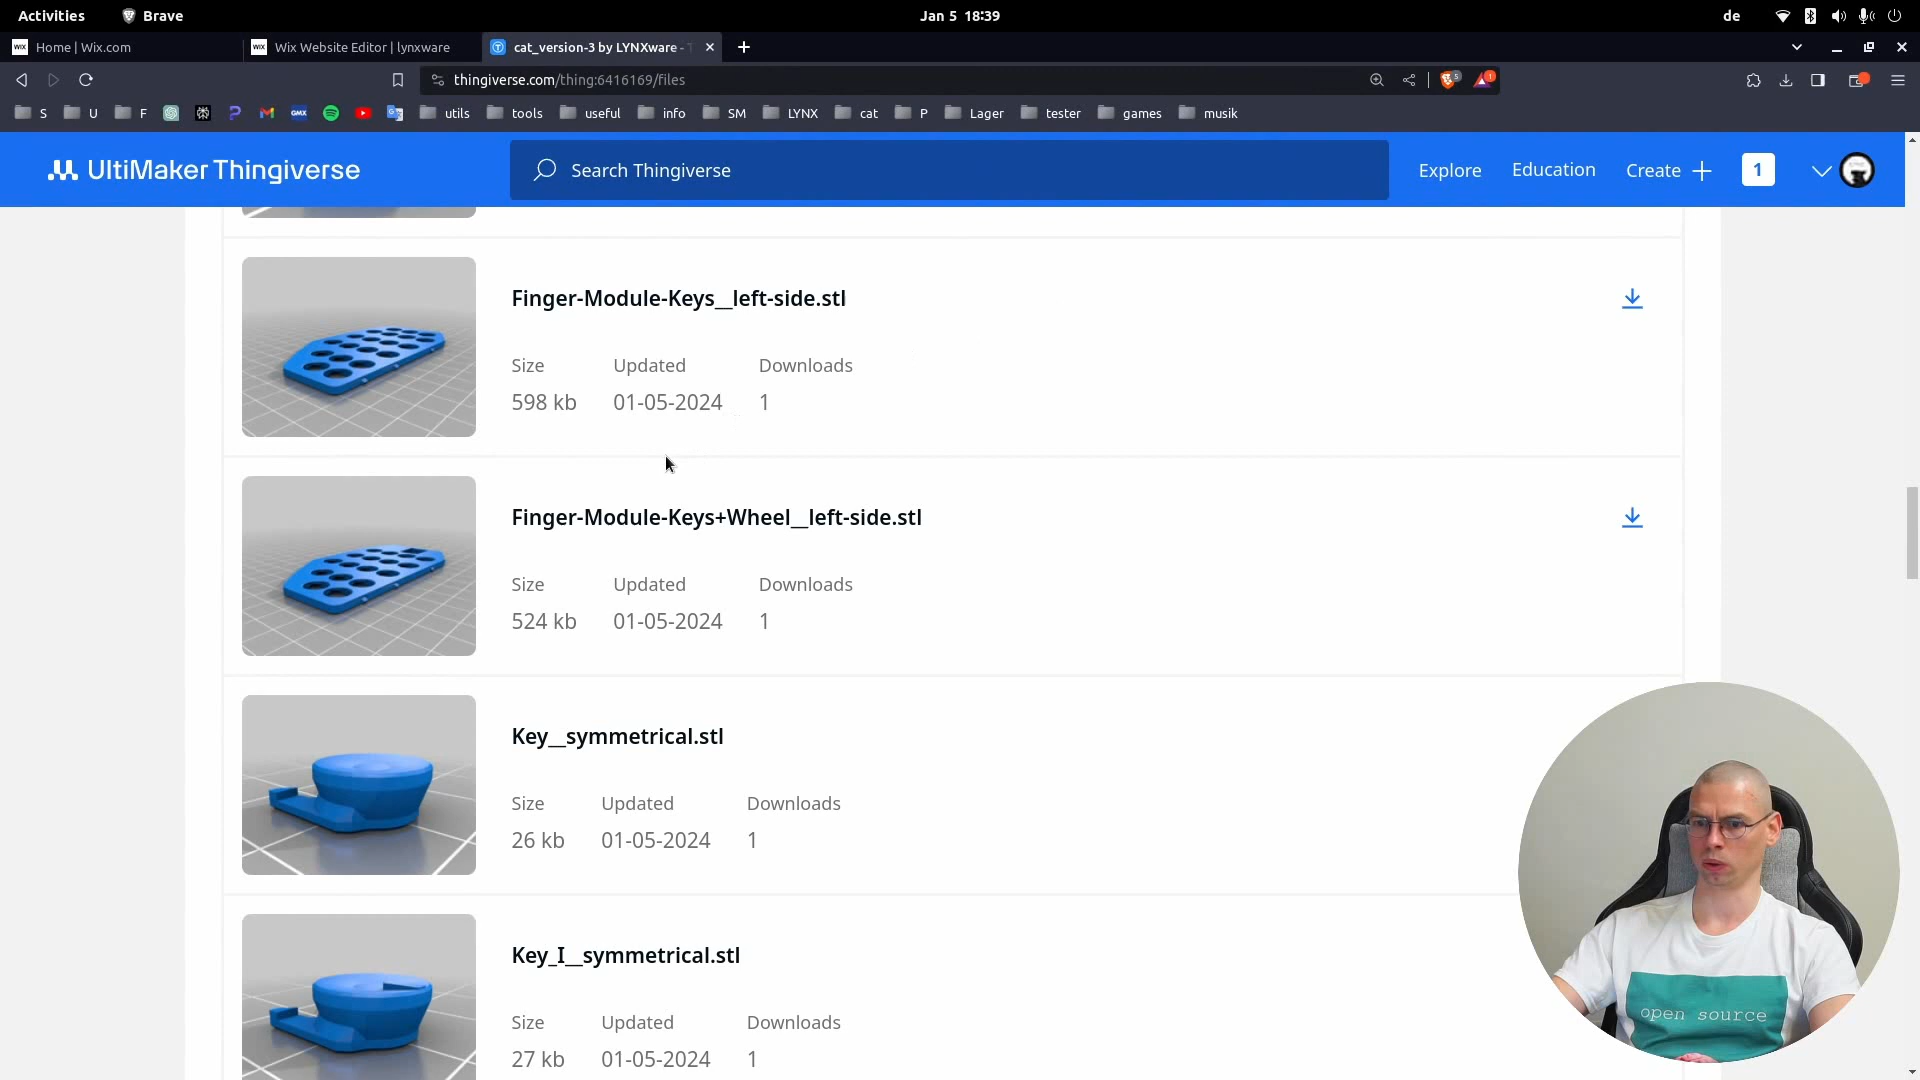 Activities
Brave
Jan 5 18:39
de
Home | Wix.com
Wix Website Editor | lynxware
cat_version-3 by LYNXware -
thingiverse.com/thing:6416169/files
S
U
F
utils
tools
useful
info
SM
LYNX
cat
P
Lager
tester
games
musik
UltiMaker Thingiverse
Search Thingiverse
Explore
Education
Create
1
Finger-Module-Keys__left-side.stl
Size Updated Downloads
598 kb 01-05-2024 1
Finger-Module-Keys+Wheel__left-side.stl
Size Updated Downloads
524 kb 01-05-2024 1
Key__symmetrical.stl
Size Updated Downloads
26 kb 01-05-2024 1
Key_I__symmetrical.stl
Size Updated Downloads
27 kb 01-05-2024 1
open source